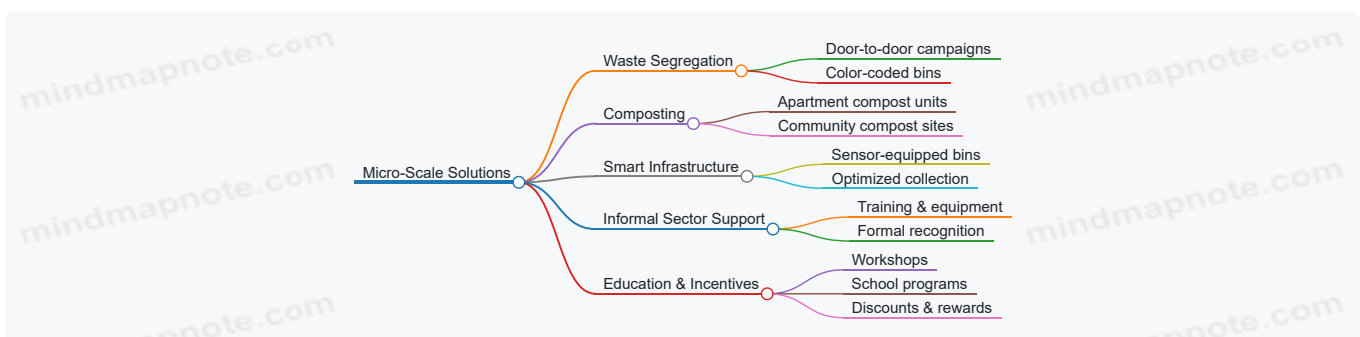 Micro-Scale Solutions
Waste Segregation
Door-to-door campaigns
Color-coded bins
Composting
Apartment compost units
Community compost sites
Smart Infrastructure
Sensor-equipped bins
Optimized collection
Informal Sector Support
Training & equipment
Formal recognition
Education & Incentives
Workshops
School programs
Discounts & rewards
mindmapnote.com
mindmapnote.com
mindmapnote.com
mindmapnote.com
mindmapnote.com
mindmapnote.com